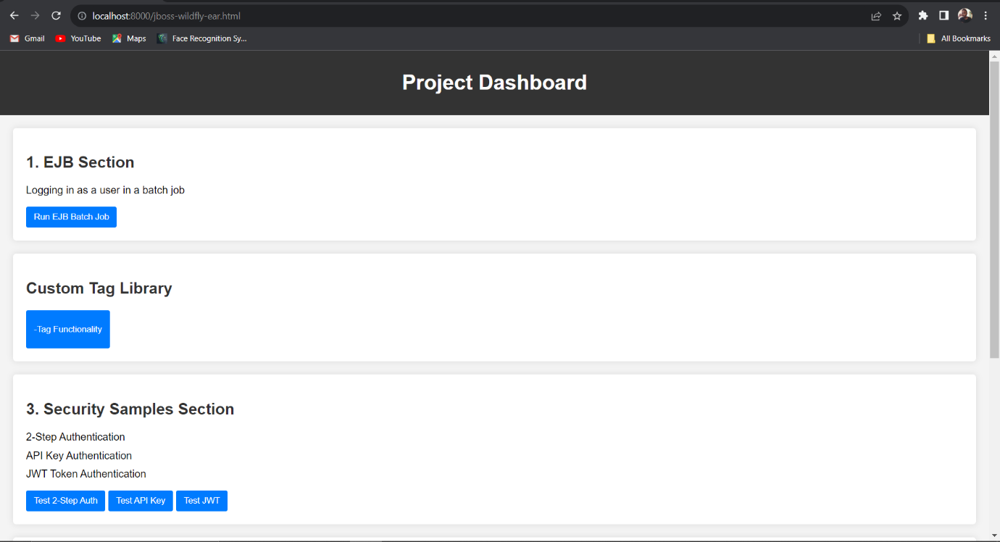 localhost:8000/jboss-wildfly-ear.html
Gmail YouTube Maps Face Recognition Sy... All Bookmarks
Project Dashboard
1. EJB Section
Logging in as a user in a batch job
Run EJB Batch Job
Custom Tag Library
-Tag Functionality
3. Security Samples Section
2-Step Authentication
API Key Authentication
JWT Token Authentication
Test 2-Step Auth Test API Key Test JWT